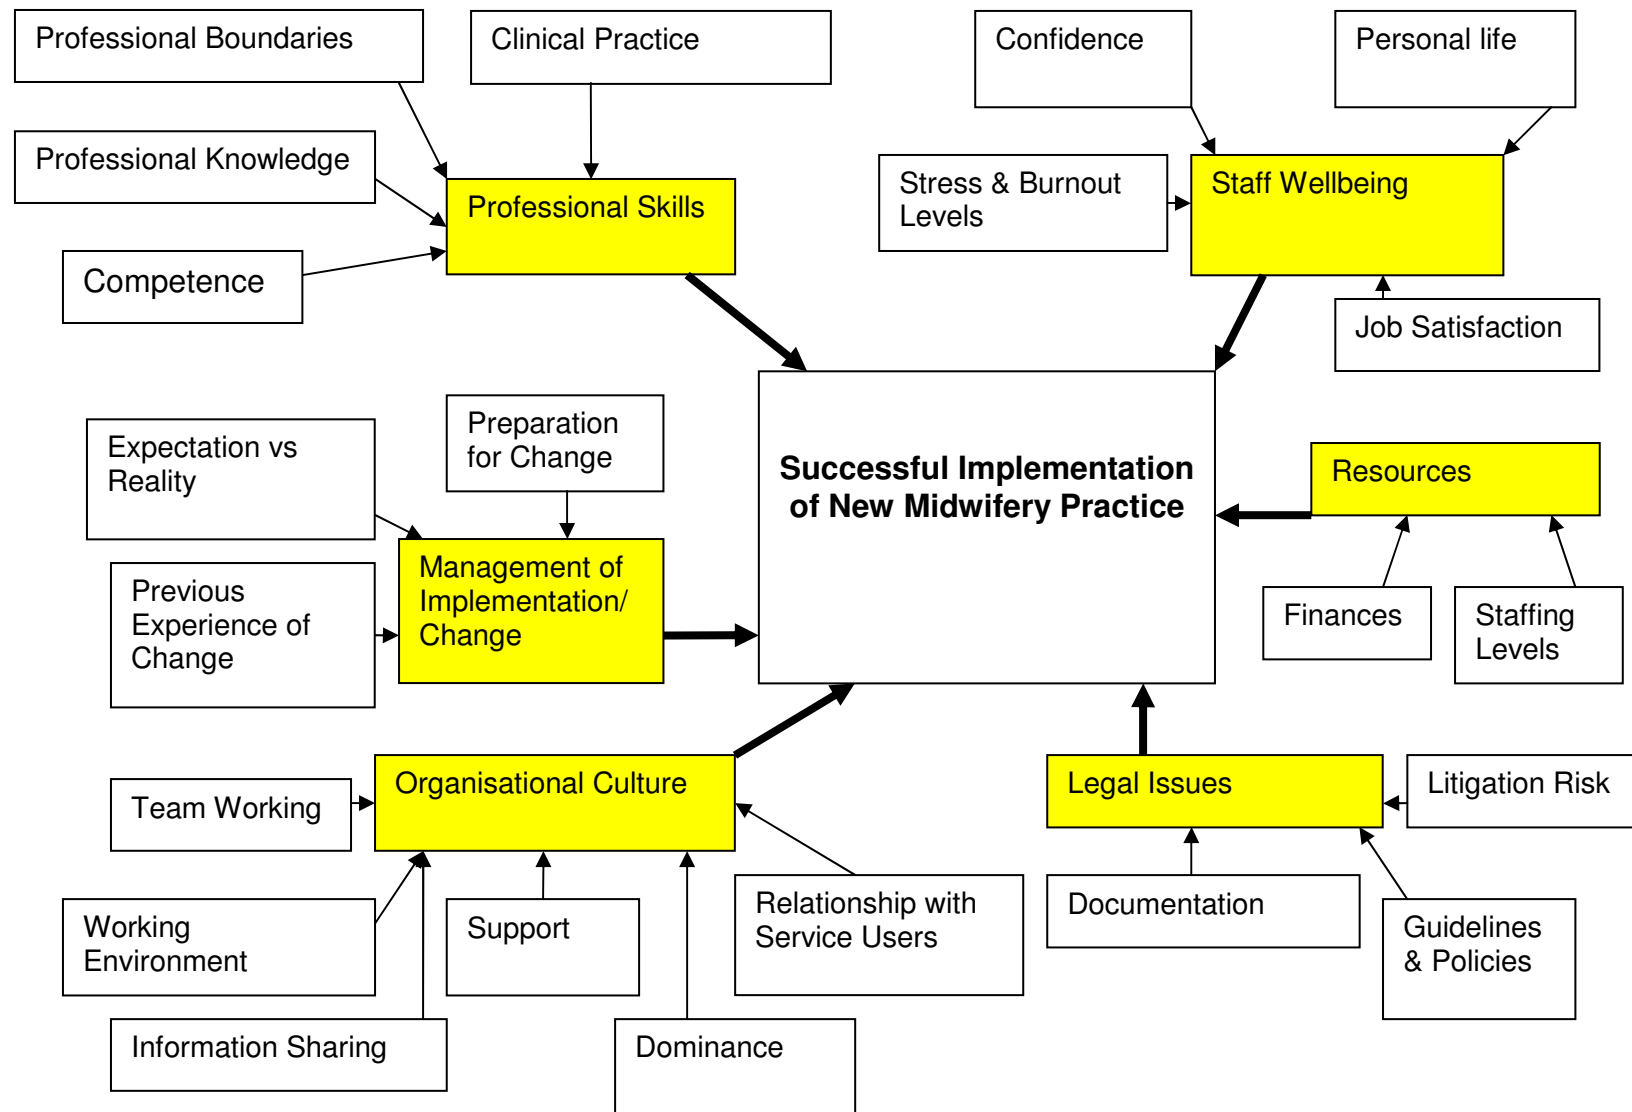 Professional Boundaries
Clinical Practice
Confidence
Personal life
Professional Knowledge
Professional Skills
Stress & Burnout
Levels
Staff Wellbeing
Competence
Job Satisfaction
Expectation vs
Reality
Preparation
for Change
Successful Implementation
of New Midwifery Practice
Resources
Previous
Experience of
Change
Management of
Implementation/
Change
Finances
Staffing
Levels
Team Working
Organisational Culture
Legal Issues
Litigation Risk
Working
Environment
Support
Relationship with
Service Users
Documentation
Guidelines
& Policies
Information Sharing
Dominance